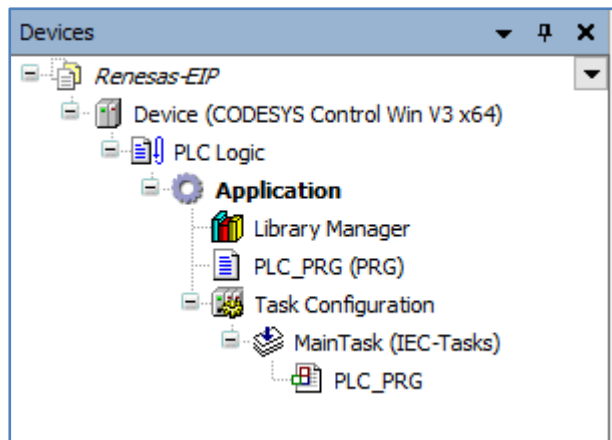 Devices
Renesas-EIP
Device (CODESYS Control Win V3 x64)
PLC Logic
Application
Library Manager
PLC_PRG (PRG)
Task Configuration
MainTask (IEC-Tasks)
PLC_PRG